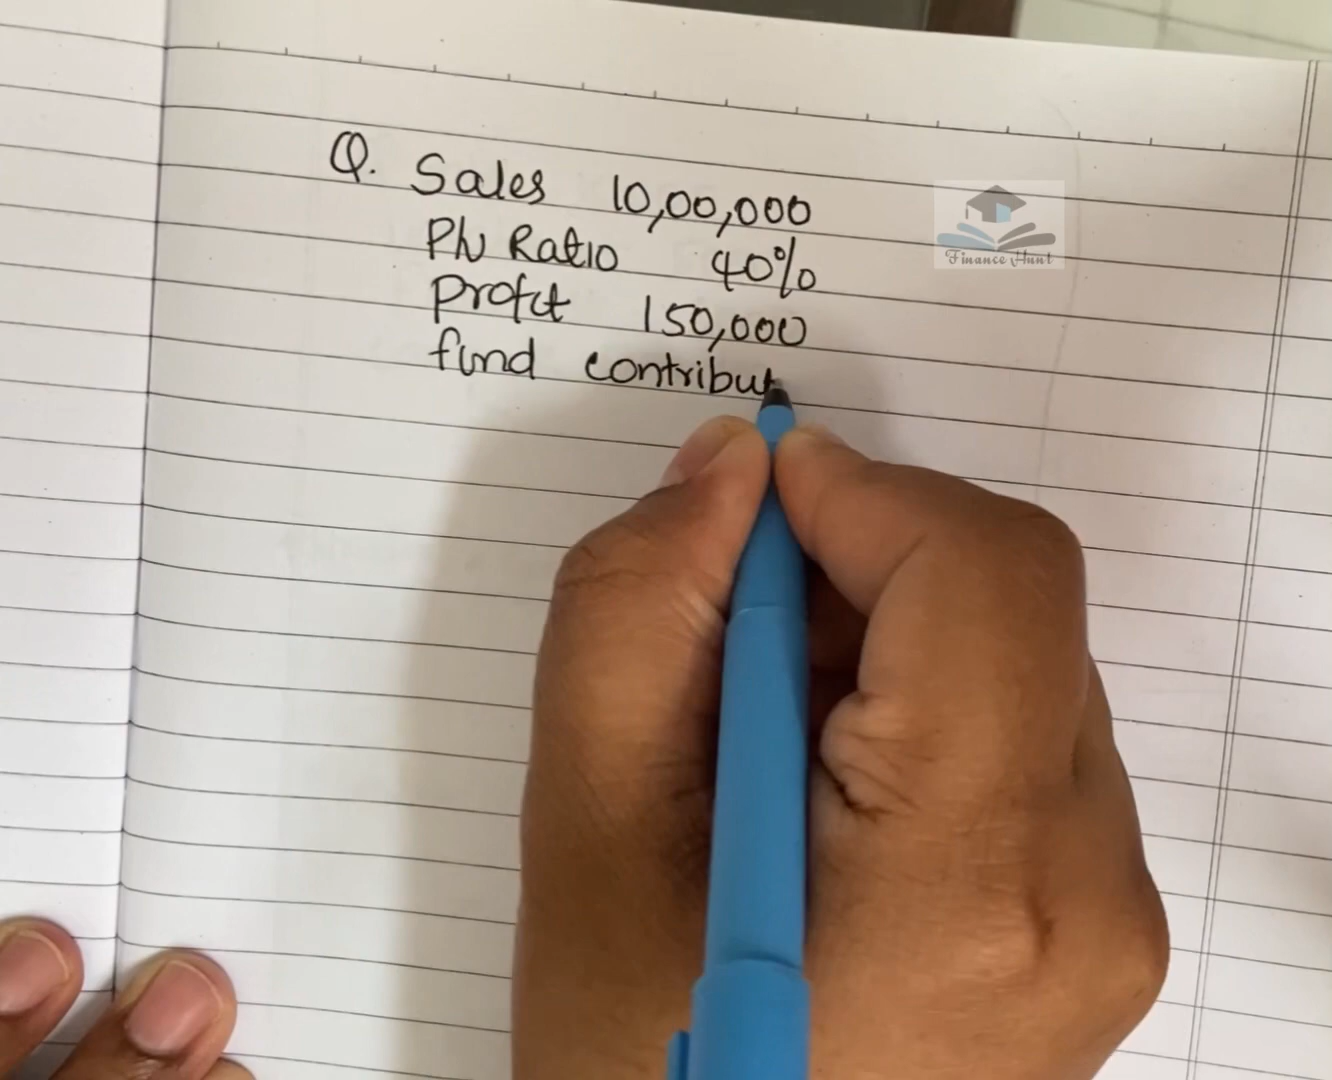 Q. Sales 10,00,000
P/v Ratio 40%
Profit 150,000
find contribut
Finance Hunt